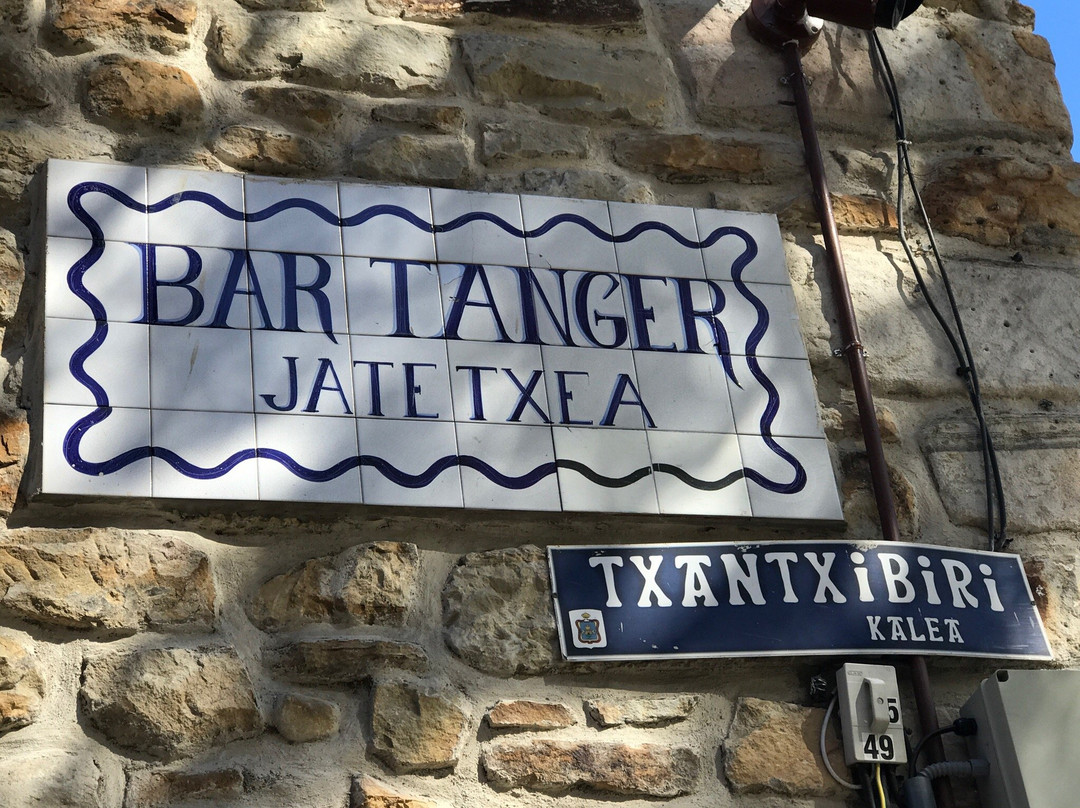 BAR TANGER
JATETXEA
TXANTXiBiRi
KALEA
5
49